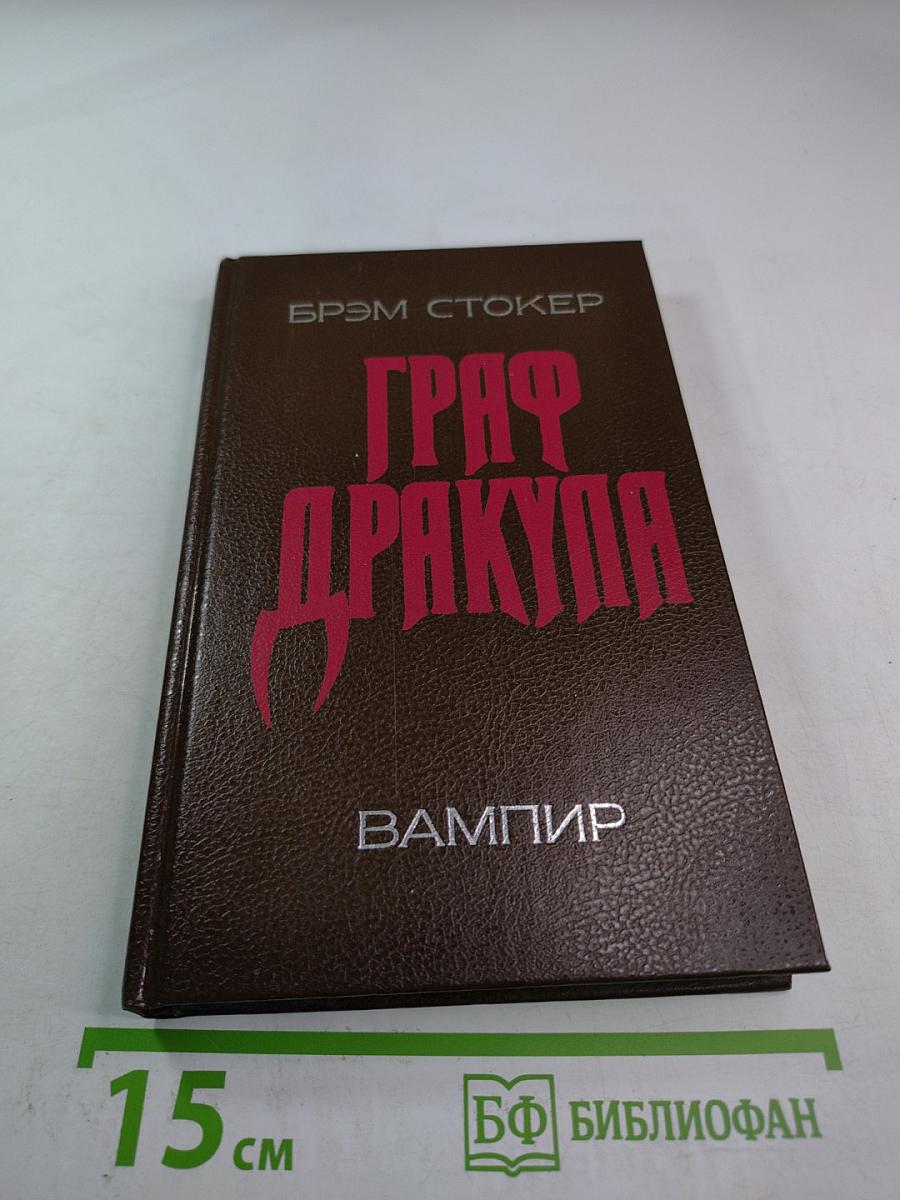 БРЭМ СТОКЕР
ГРАФ
ДРАКУЛА
ВАМПИР
15 см
БФ БИБЛИОФАН